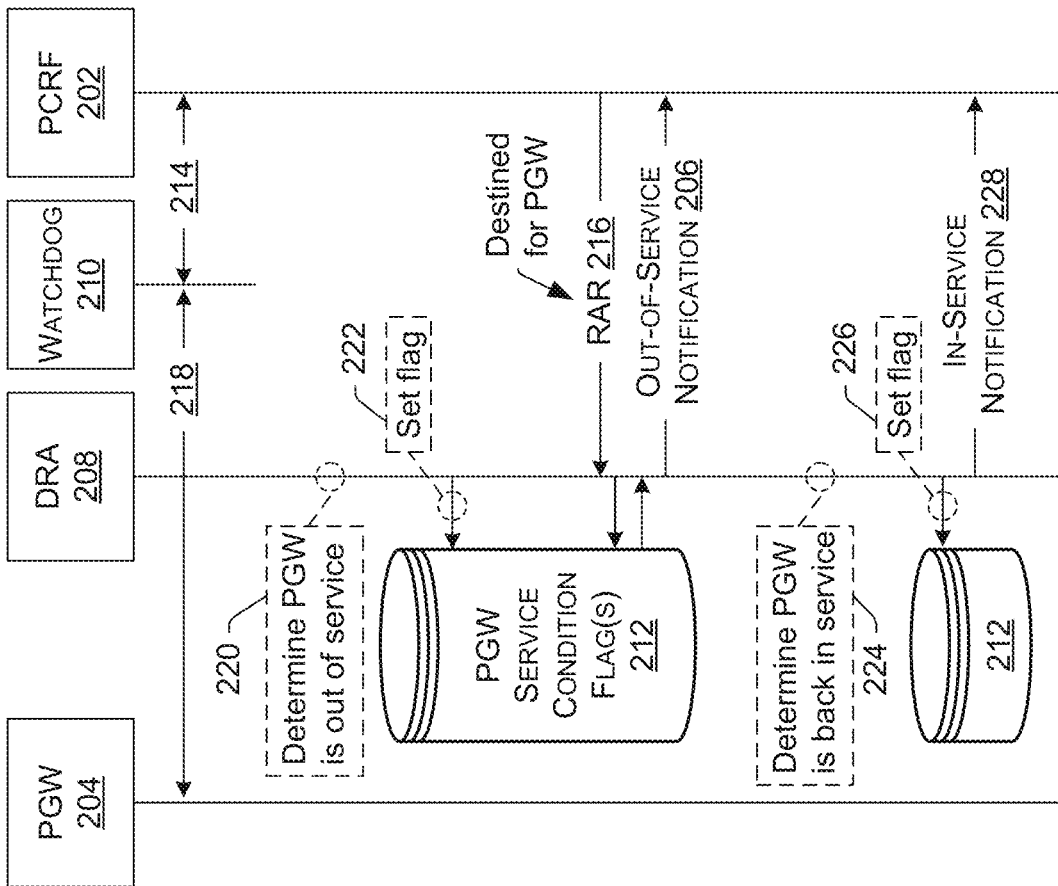 PGW
204
DRA
208
WATCHDOG
210
PCRF
202
218
214
220
Determine PGW
is out of service
222
Set flag
PGW
SERVICE
CONDITION
FLAG(S)
212
Destined
for PGW
RAR 216
OUT-OF-SERVICE
NOTIFICATION 206
Determine PGW
is back in service
224
226
Set flag
212
IN-SERVICE
NOTIFICATION 228